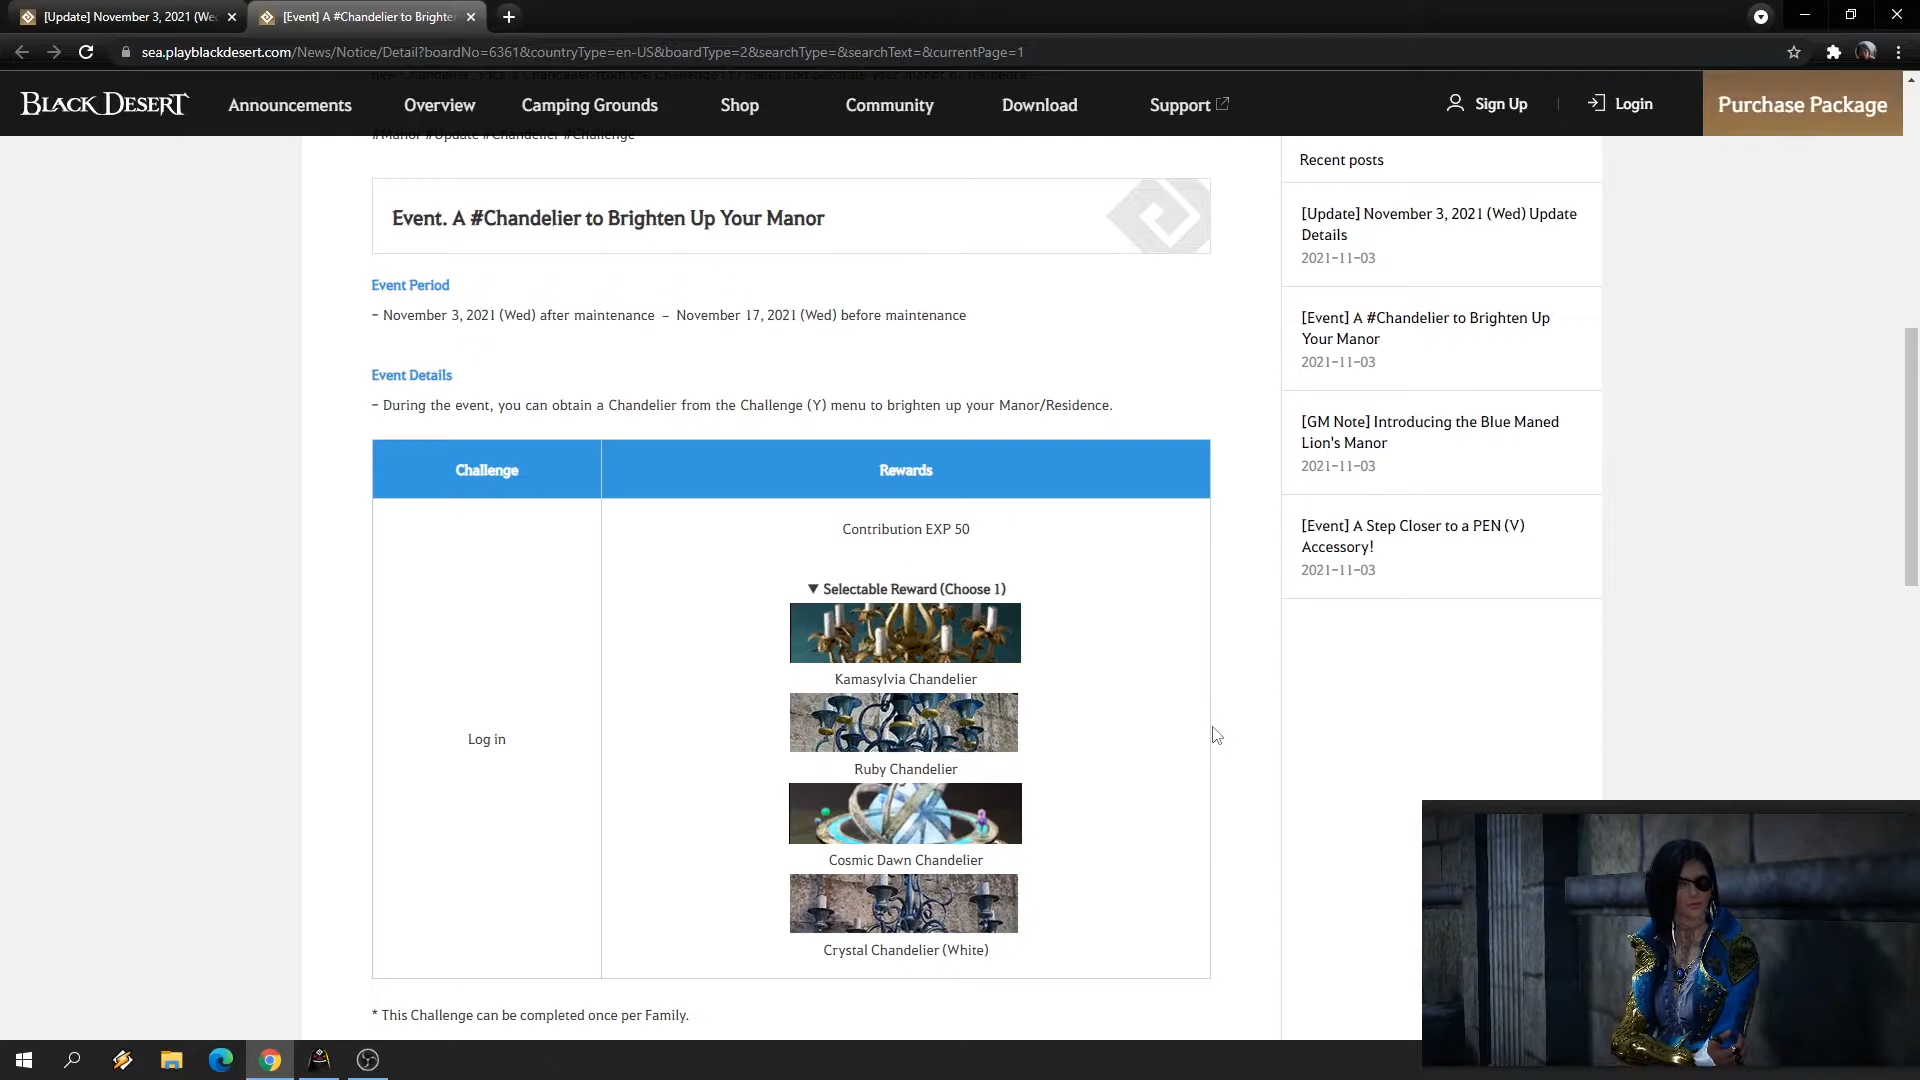 [Update] November 3, 2021 (We
[Event] A #Chandelier to Brighte
sea.playblackdesert.com/News/Notice/Detail?boardNo=6361&countryType=en-US&boardType=2&searchType=&searchText=&currentPage=1
BLACK DESERT
Announcements
Overview
Camping Grounds
Shop
Community
Download
Support
Sign Up
Login
Purchase Package
#Manor #Update #Chandelier #Challenge
Event. A #Chandelier to Brighten Up Your Manor
Event Period
- November 3, 2021 (Wed) after maintenance – November 17, 2021 (Wed) before maintenance
Event Details
- During the event, you can obtain a Chandelier from the Challenge (Y) menu to brighten up your Manor/Residence.
Challenge
Rewards
Log in
Contribution EXP 50
▼ Selectable Reward (Choose 1)
Kamasylvia Chandelier
Ruby Chandelier
Cosmic Dawn Chandelier
Crystal Chandelier (White)
* This Challenge can be completed once per Family.
Recent posts
[Update] November 3, 2021 (Wed) Update
Details
2021-11-03
[Event] A #Chandelier to Brighten Up
Your Manor
2021-11-03
[GM Note] Introducing the Blue Maned
Lion's Manor
2021-11-03
[Event] A Step Closer to a PEN (V)
Accessory!
2021-11-03